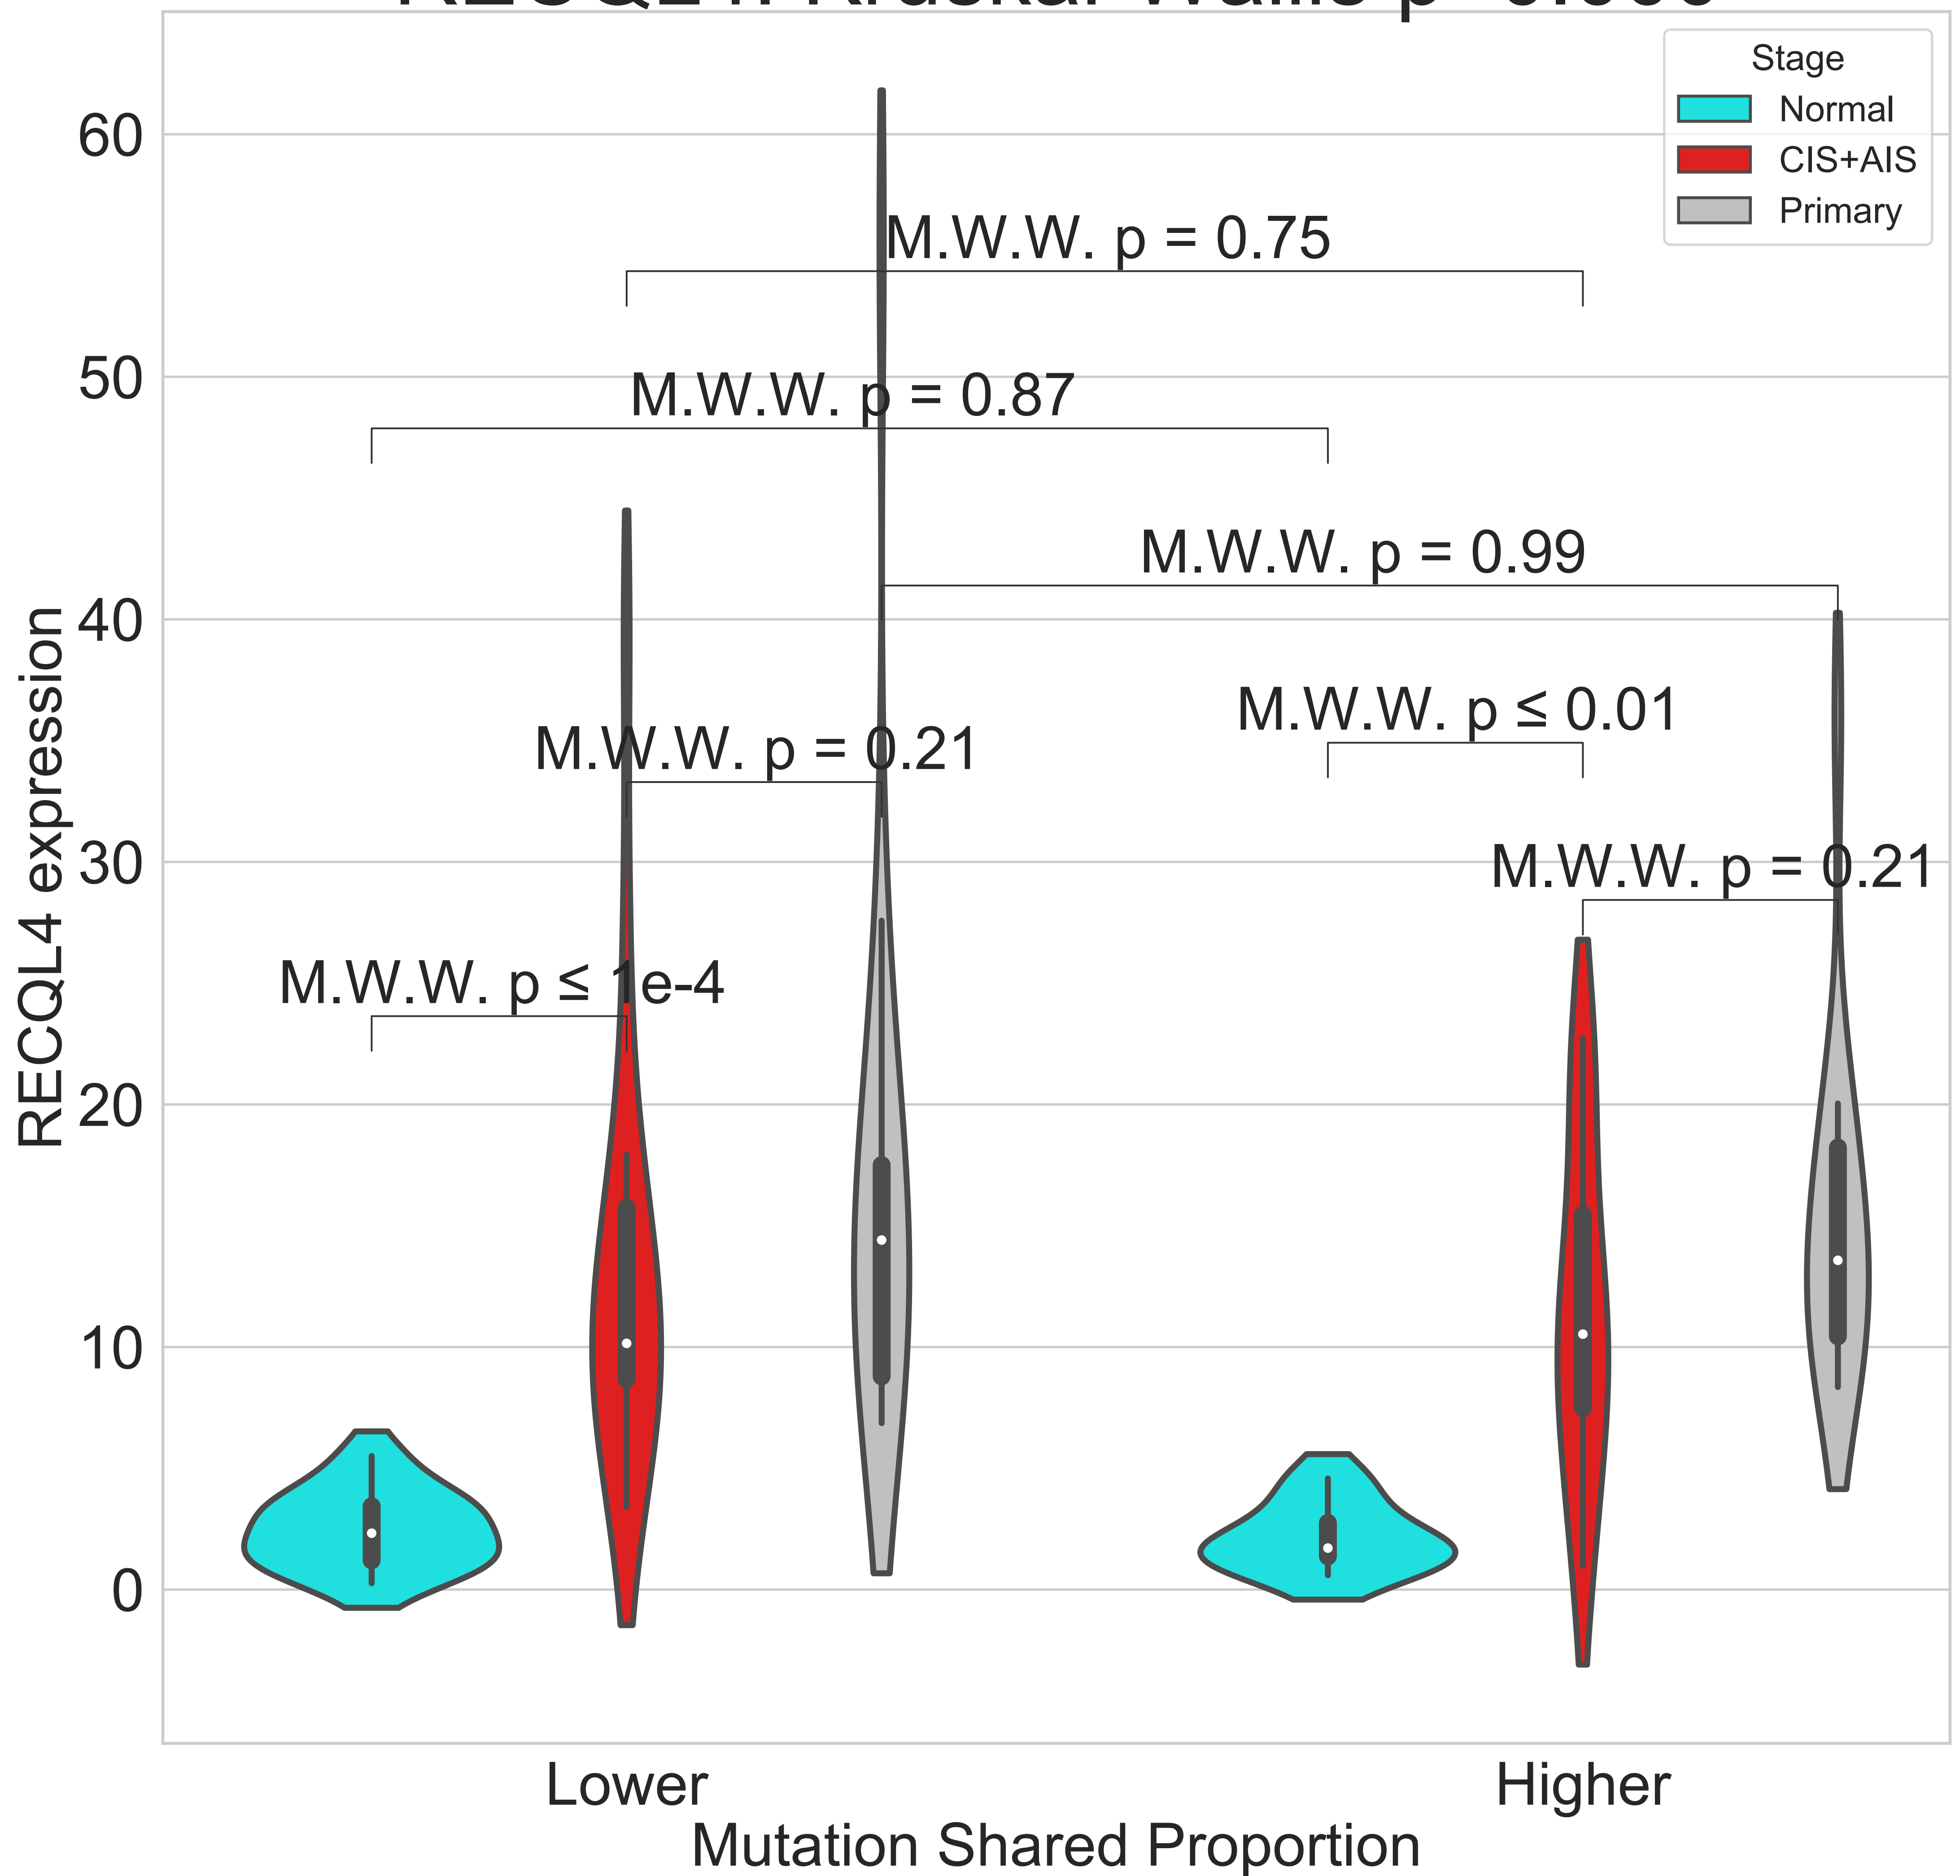 Stage
Normal
CIS+AIS
Primary
60
50
40
30
20
10
0
RECQL4 expression
M.W.W. p = 0.75
M.W.W. p = 0.87
M.W.W. p = 0.99
M.W.W. p ≤ 0.01
M.W.W. p = 0.21
M.W.W. p = 0.21
M.W.W. p ≤ 1e-4
Lower
Higher
Mutation Shared Proportion